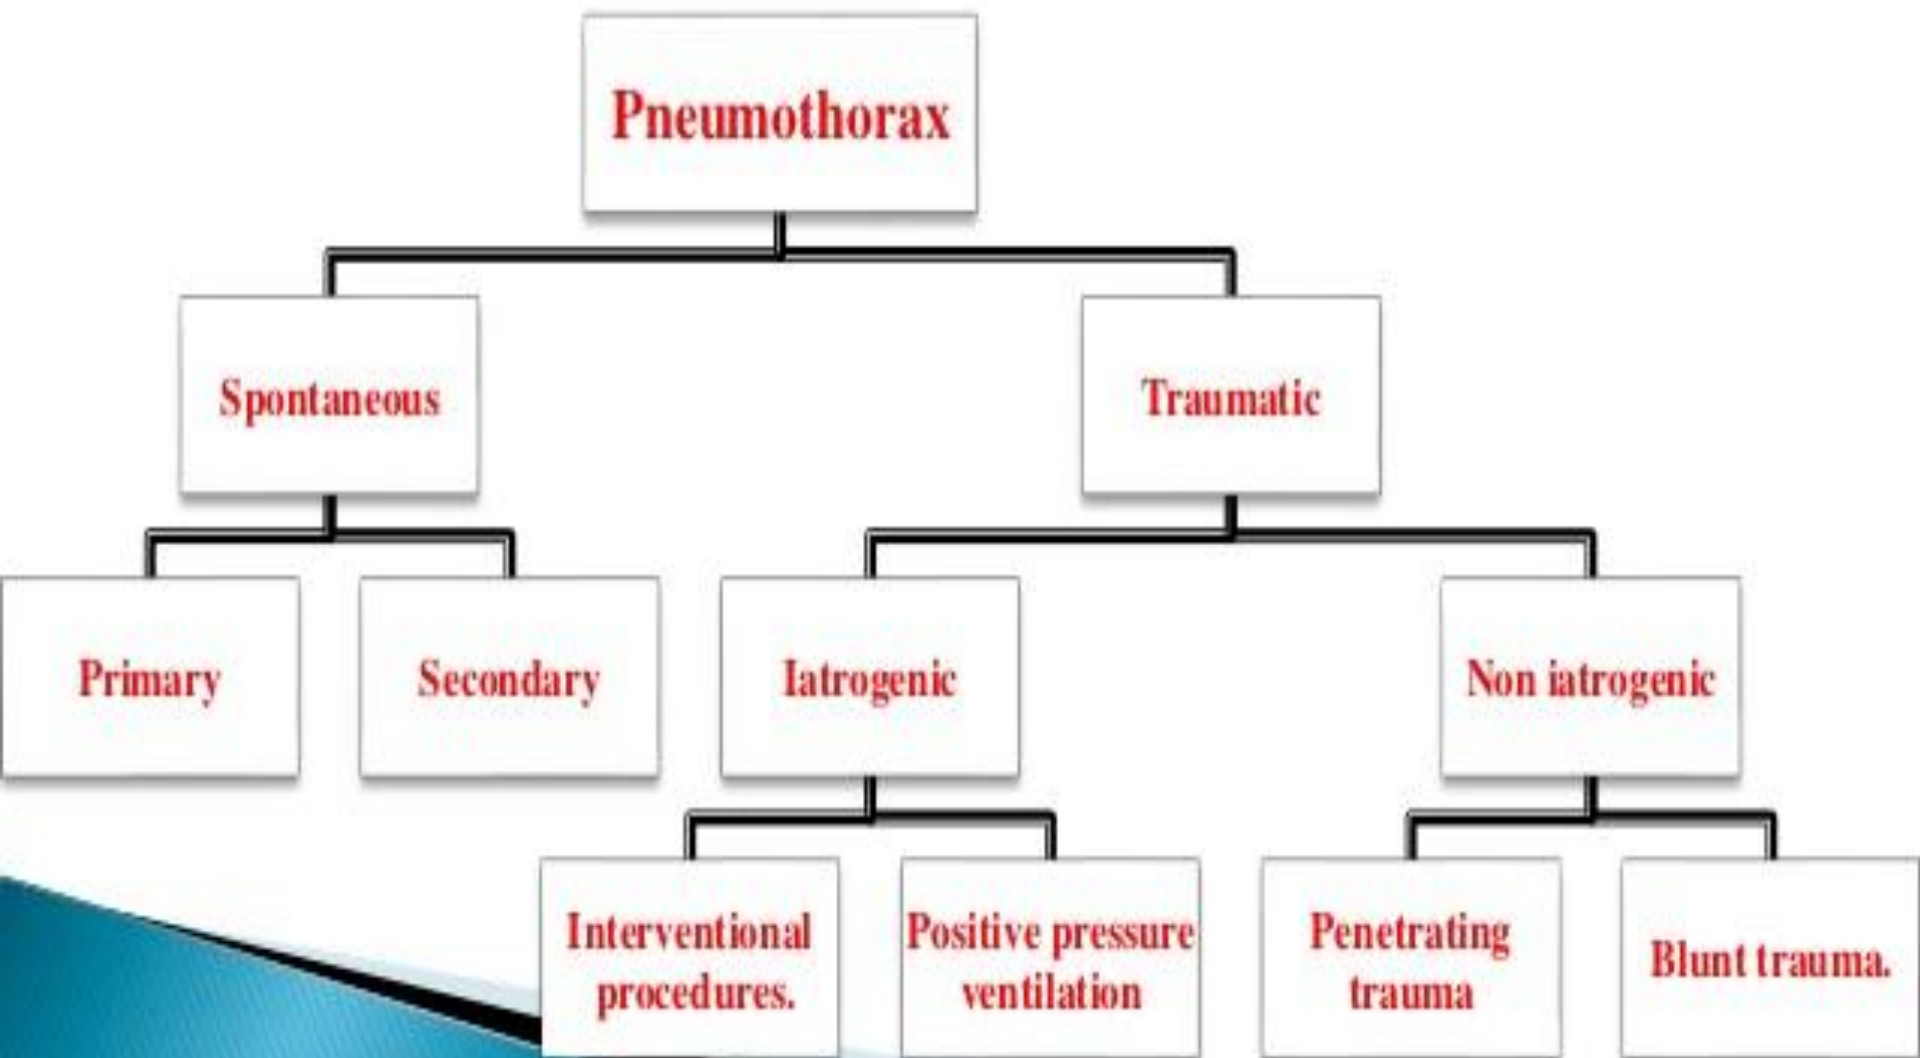 Pneumothorax
Spontaneous
Traumatic
Primary
Secondary
Iatrogenic
Non iatrogenic
Interventional
procedures.
Positive pressure
ventilation
Penetrating
trauma
Blunt trauma.